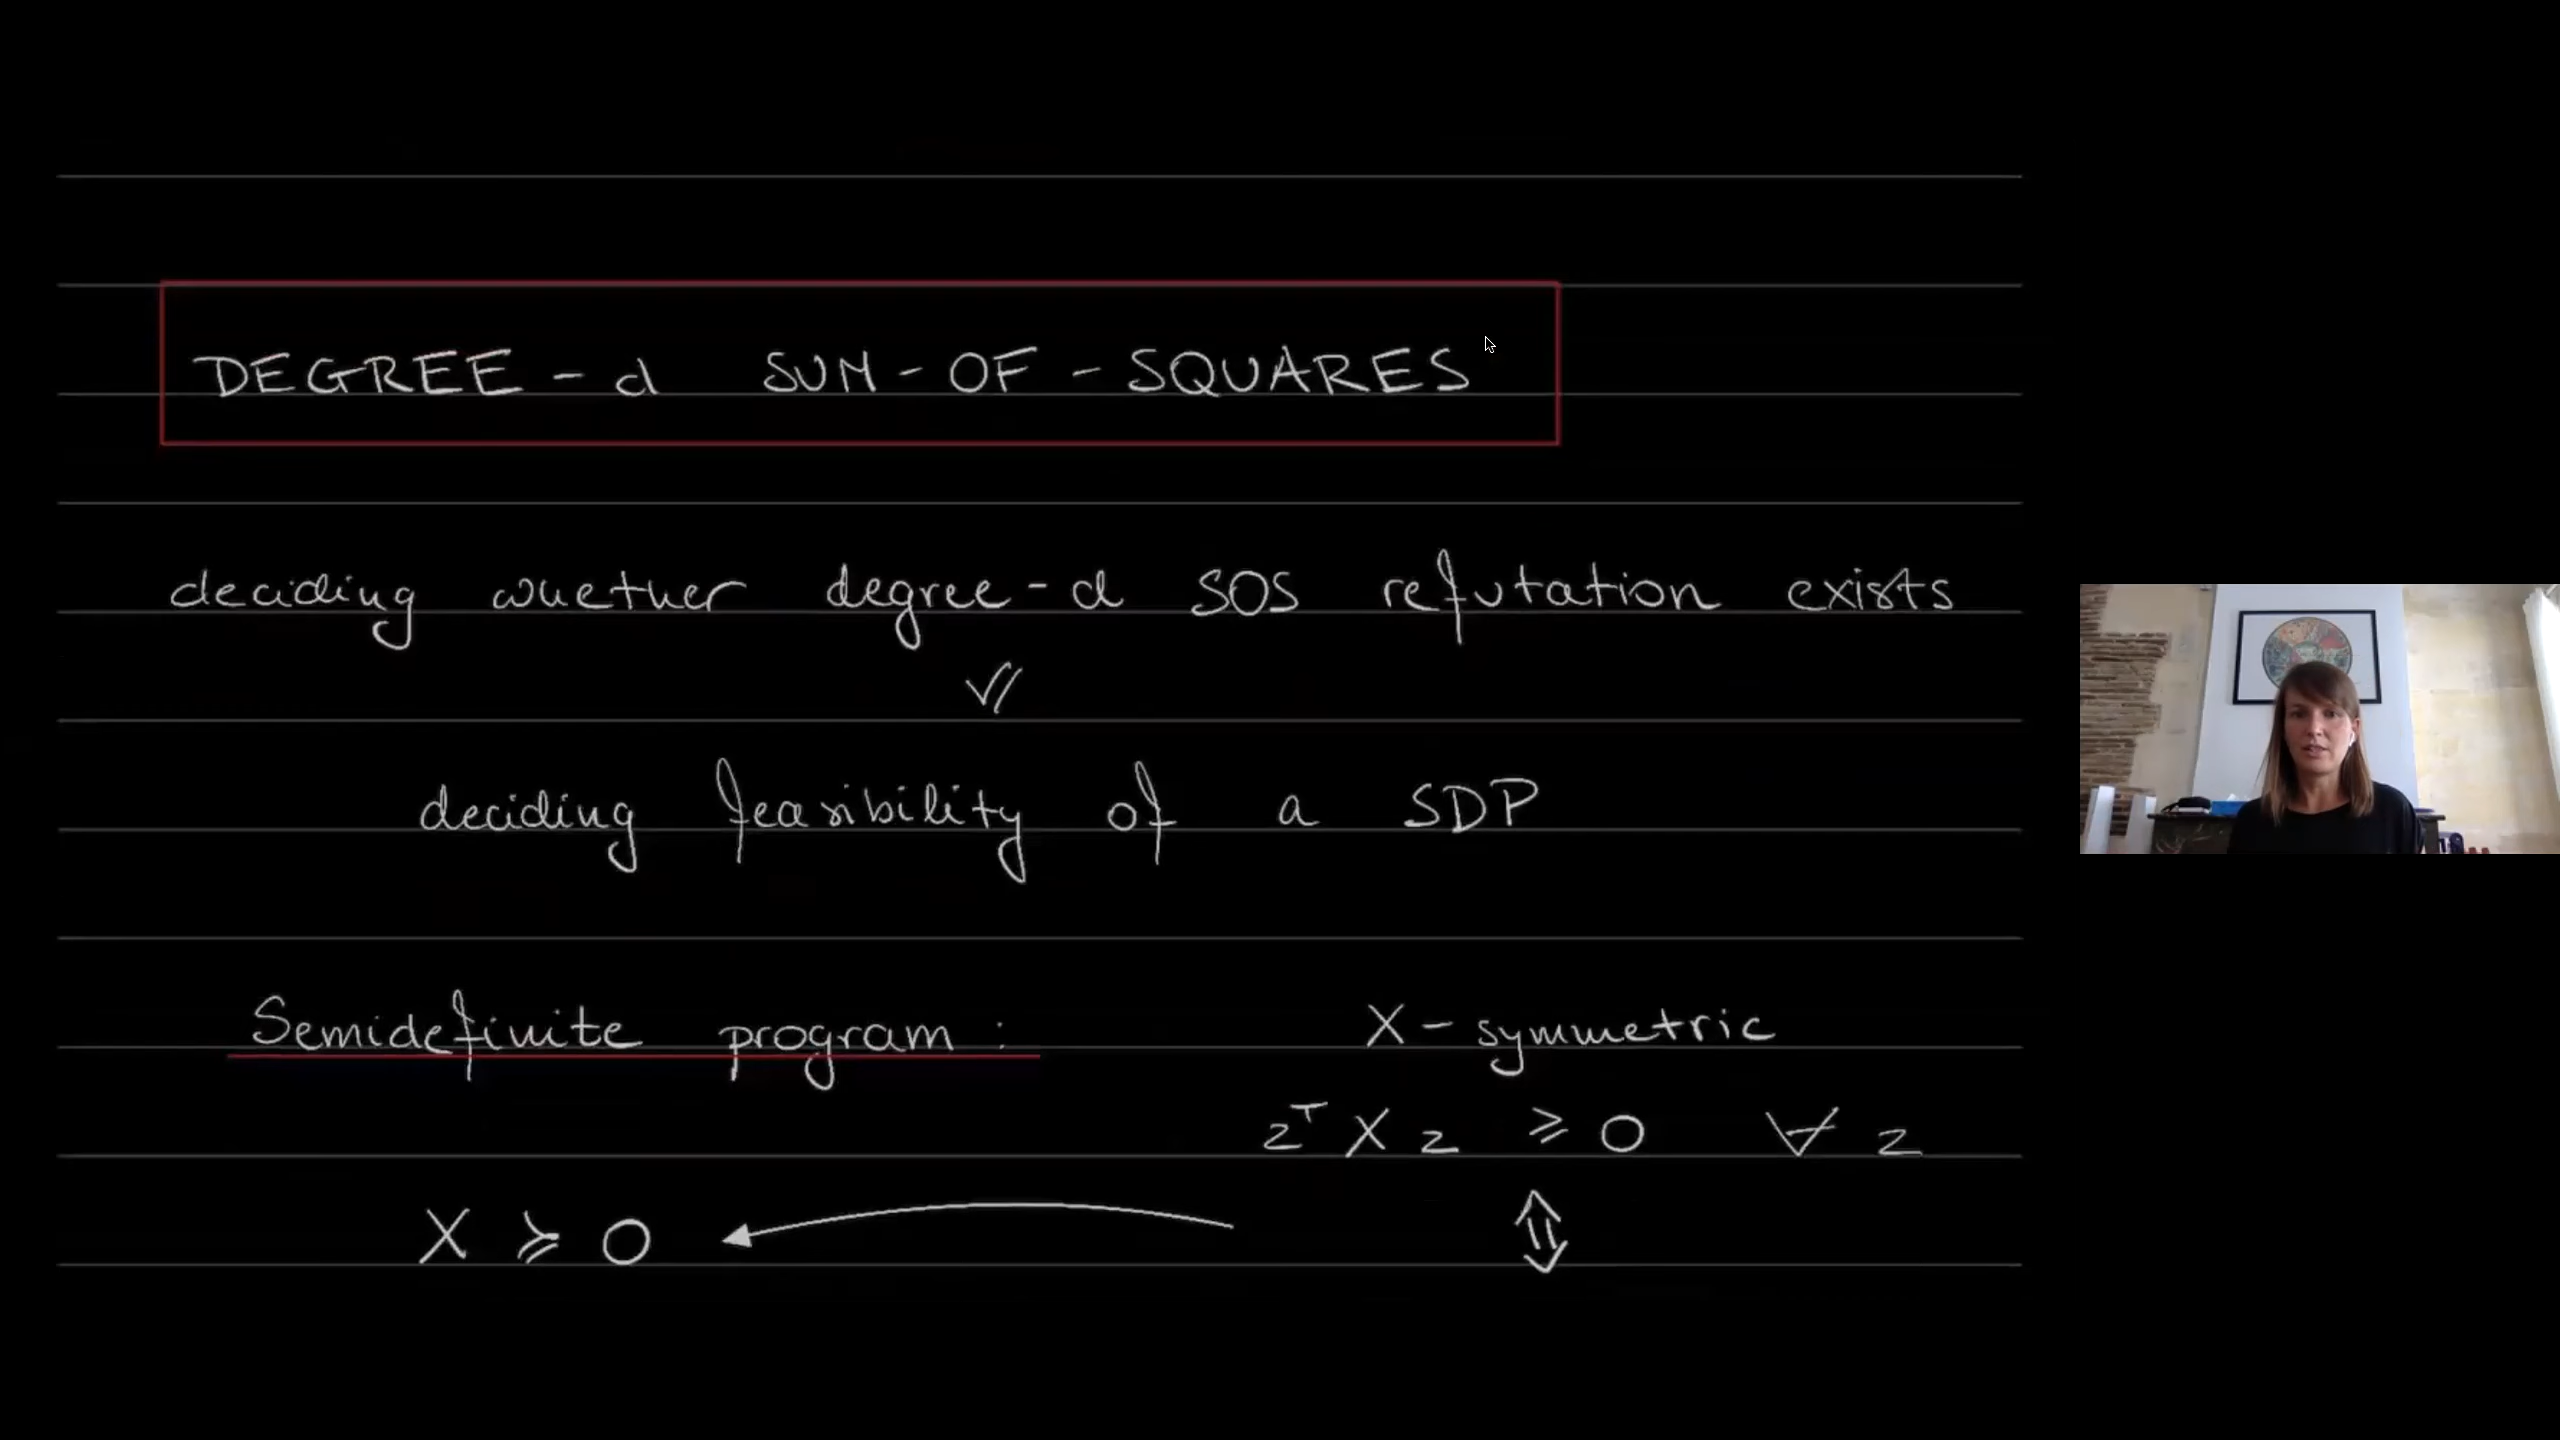 DEGREE - d SUM - OF - SQUARES
deciding whether degree - d SOS refutation exists
deciding feasibility of a SDP
Semidefinite program : X - symmetric
zᵀ X z ⩾ 0 ∀ z
X ≽ 0 ⇕